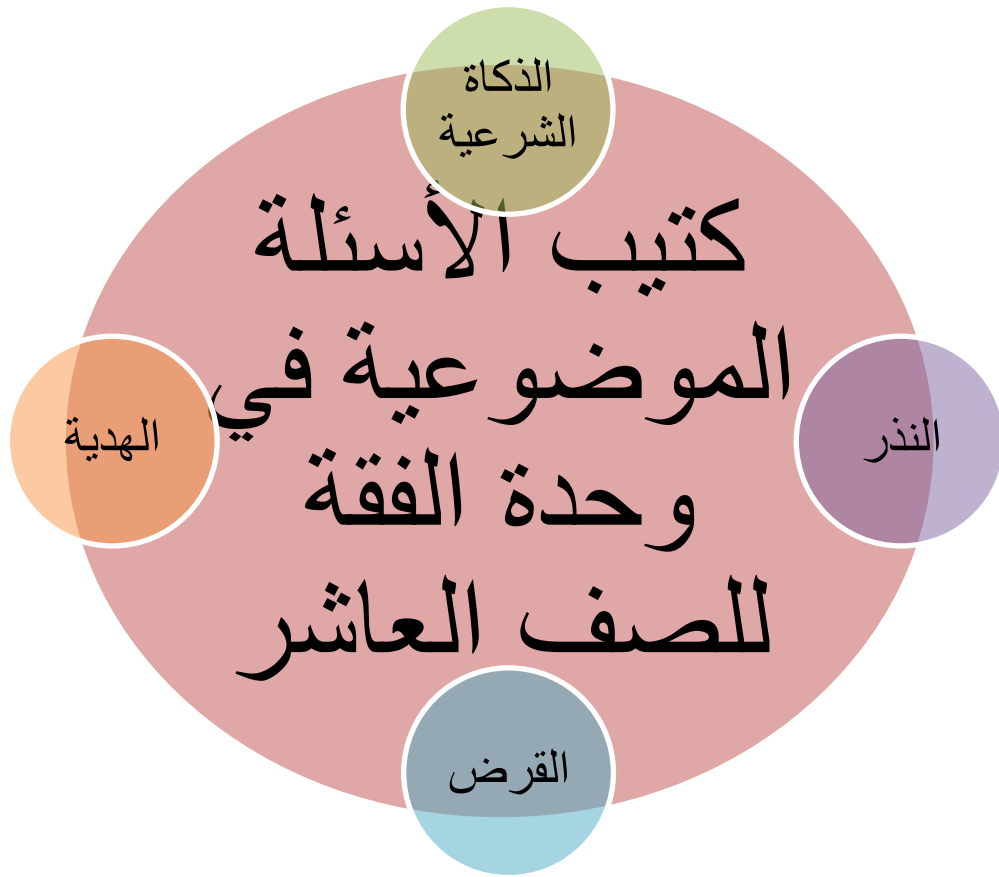 الذكاة
الشرعية
كتيب الأسئلة
الموضوعية في
وحدة الفقة
للصف العاشر
الهدية
النذر
القرض